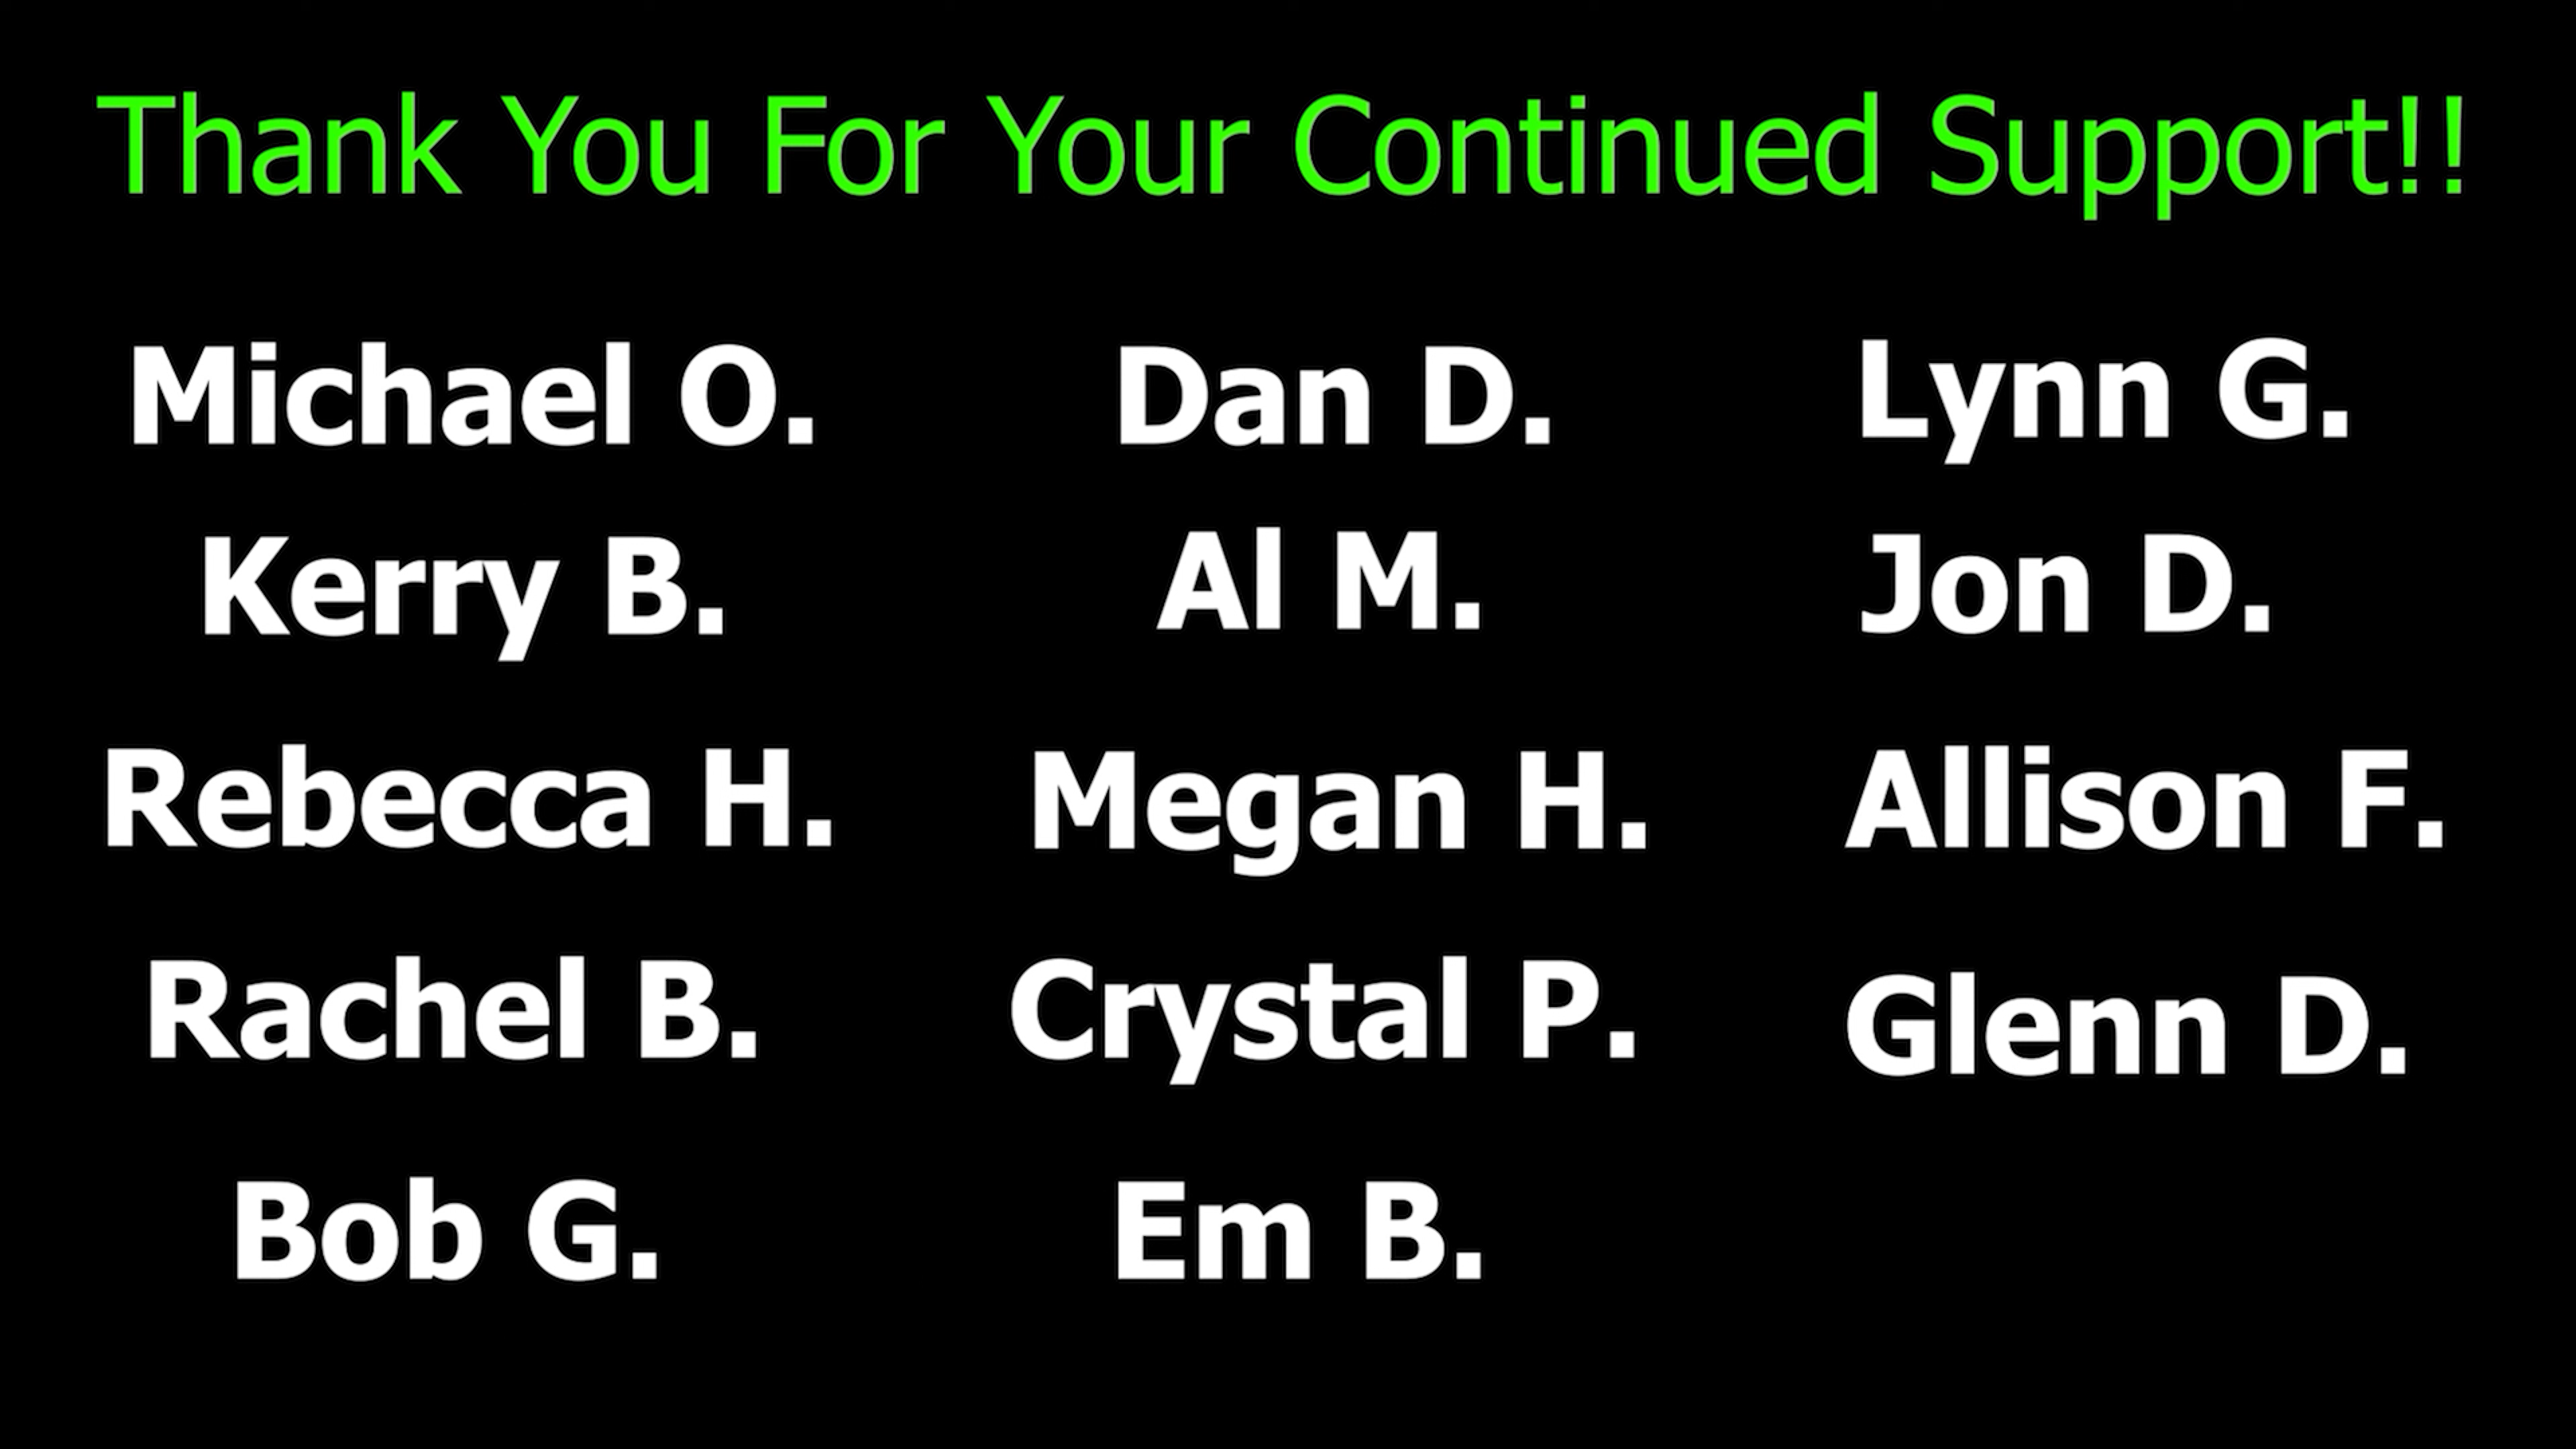 Thank You For Your Continued Support!!
Michael O. Dan D. Lynn G.
Kerry B. Al M. Jon D.
Rebecca H. Megan H. Allison F.
Rachel B. Crystal P. Glenn D.
Bob G. Em B.